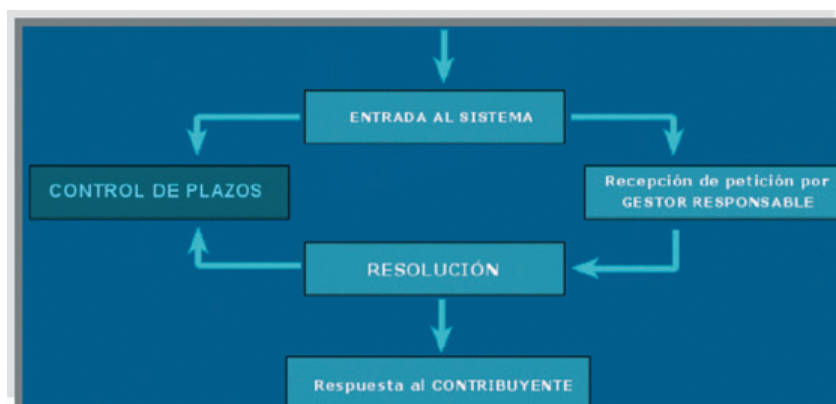 ENTRADA AL SISTEMA
CONTROL DE PLAZOS
Recepción de petición por
GESTOR RESPONSABLE
RESOLUCIÓN
Respuesta al CONTRIBUYENTE